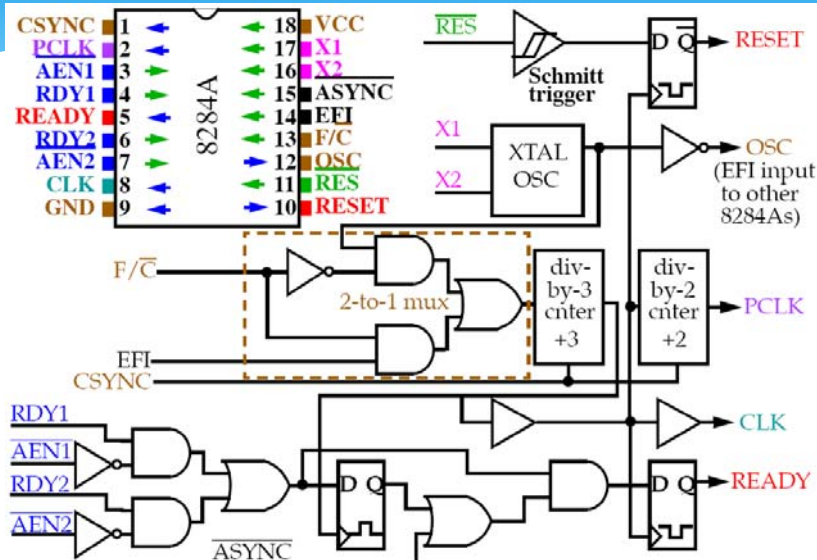 CSYNC 1 18 VCC
PCLK 2 17 X1
AEN1 3 16 X2
RDY1 4 15 ASYNC
READY 5 14 EFI
RDY2 6 13 F/C
AEN2 7 12 OSC
CLK 8 11 RES
GND 9 10 RESET
8284A
RES
Schmitt
trigger
D Q
RESET
X1
X2
XTAL
OSC
OSC
(EFI input
to other
8284As)
F/C
2-to-1 mux
EFI
CSYNC
div-
by-3
cnter
+3
div-
by-2
cnter
+2
PCLK
CLK
RDY1
AEN1
RDY2
AEN2
D Q
ASYNC
D Q
READY